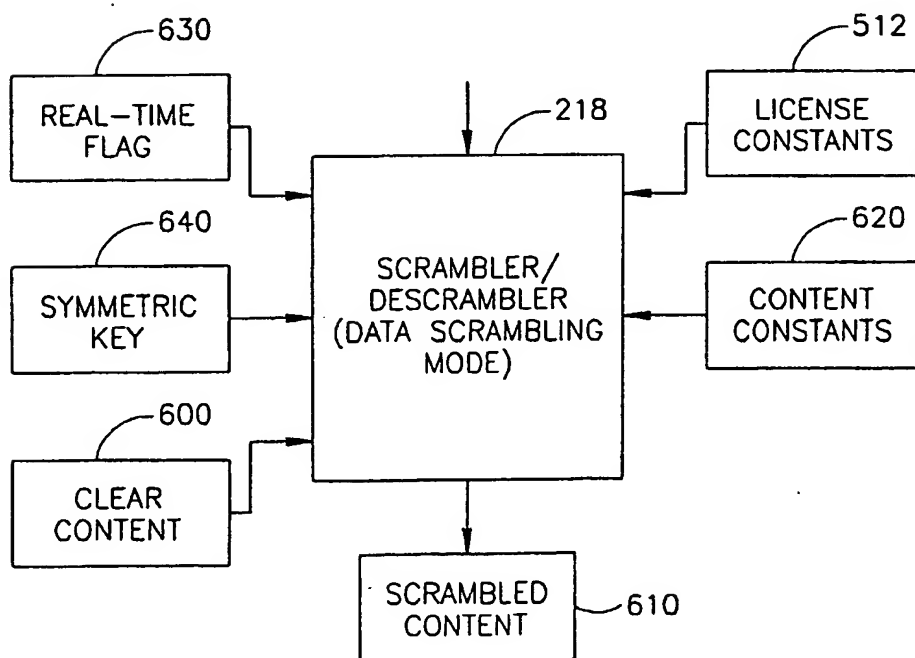 630
REAL-TIME
FLAG
512
LICENSE
CONSTANTS
218
640
SYMMETRIC
KEY
SCRAMBLER/
DESCRAMBLER
(DATA SCRAMBLING
MODE)
620
CONTENT
CONSTANTS
600
CLEAR
CONTENT
SCRAMBLED
CONTENT
610